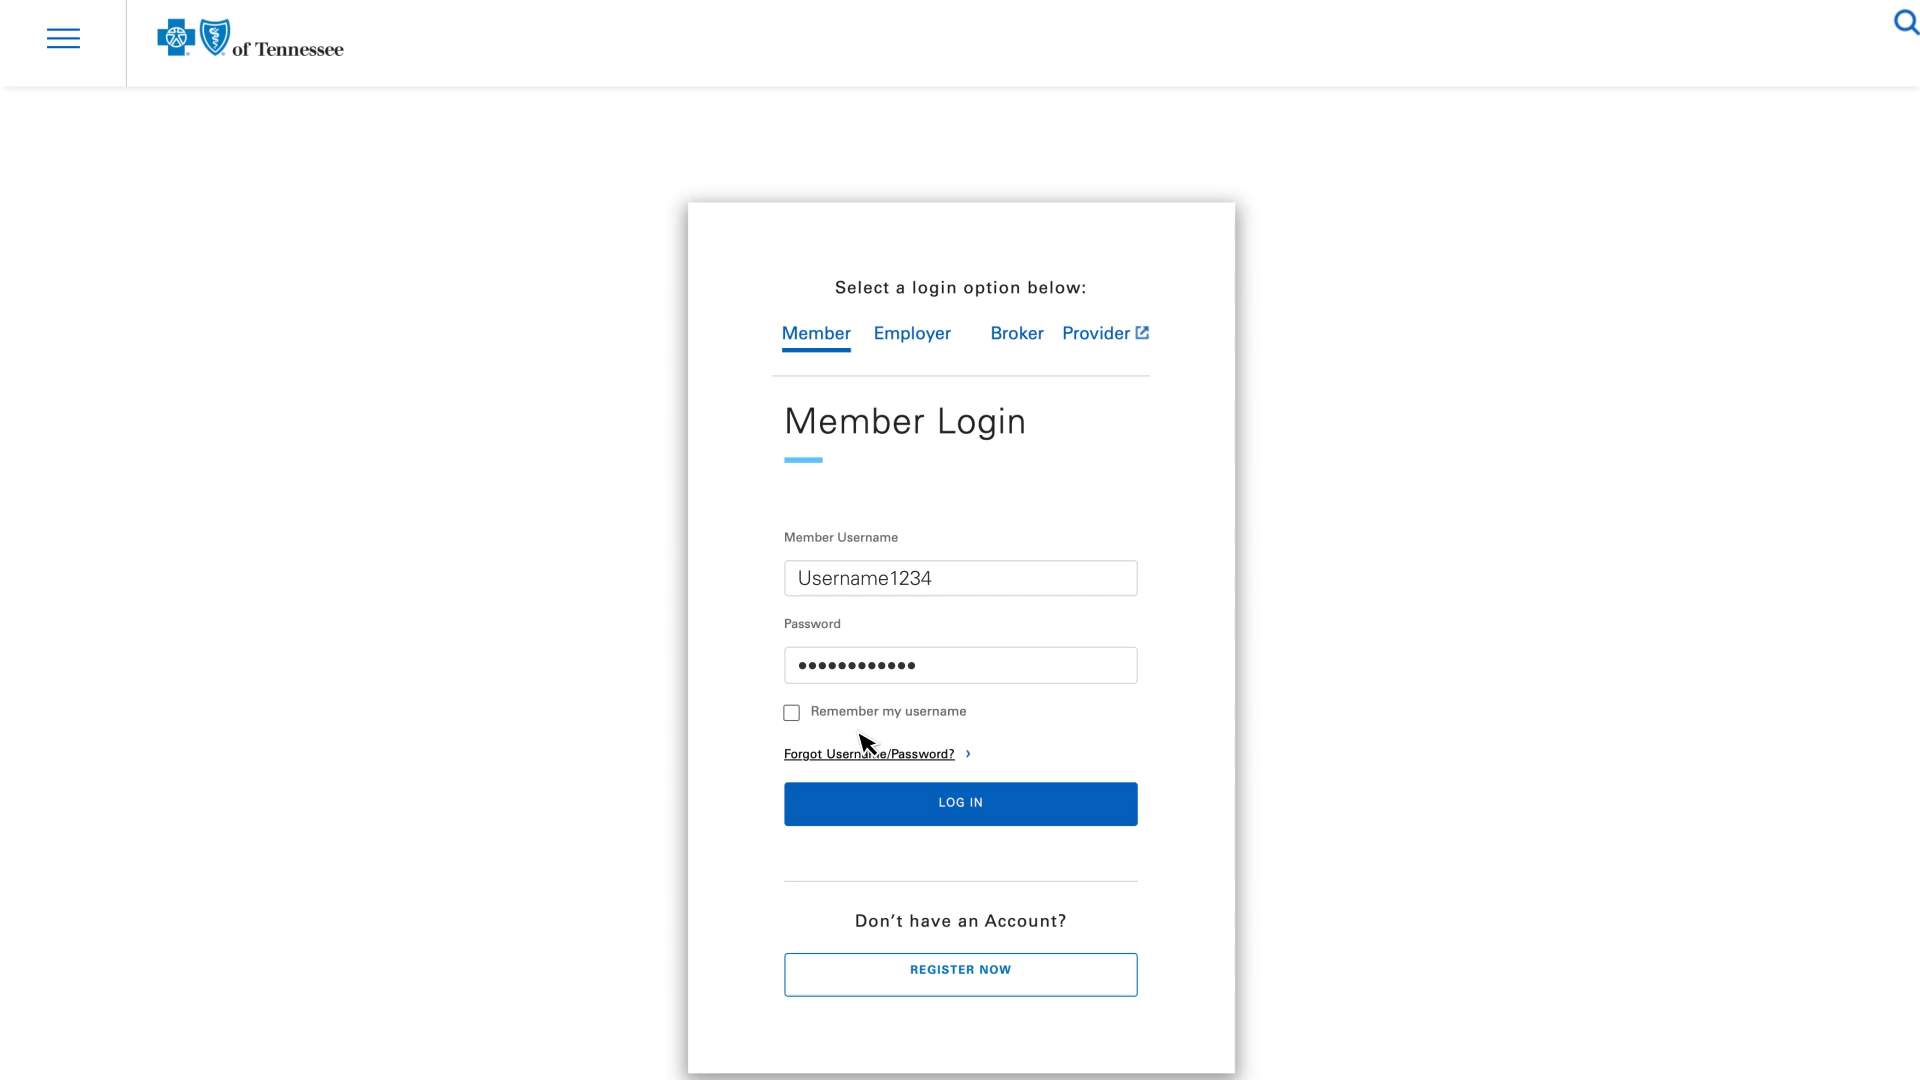 of Tennessee
Select a login option below:
Member Employer Broker Provider
Member Login
Member Username
Username1234
Password
••••••••••••
Remember my username
Forgot Username/Password? ›
LOG IN
Don't have an Account?
REGISTER NOW